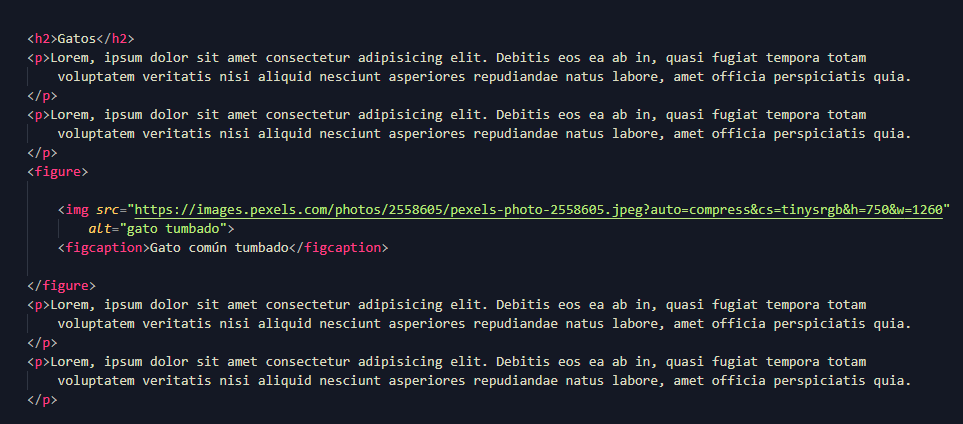 <h2>Gatos</h2>
<p>Lorem, ipsum dolor sit amet consectetur adipisicing elit. Debitis eos ea ab in, quasi fugiat tempora totam
voluptatem veritatis nisi aliquid nesciunt asperiores repudiandae natus labore, amet officia perspiciatis quia.
</p>
<p>Lorem, ipsum dolor sit amet consectetur adipisicing elit. Debitis eos ea ab in, quasi fugiat tempora totam
voluptatem veritatis nisi aliquid nesciunt asperiores repudiandae natus labore, amet officia perspiciatis quia.
</p>
<figure>
<img src="https://images.pexels.com/photos/2558605/pexels-photo-2558605.jpeg?auto=compress&cs=tinysrgb&h=750&w=1260"
alt="gato tumbado">
<figcaption>Gato común tumbado</figcaption>
</figure>
<p>Lorem, ipsum dolor sit amet consectetur adipisicing elit. Debitis eos ea ab in, quasi fugiat tempora totam
voluptatem veritatis nisi aliquid nesciunt asperiores repudiandae natus labore, amet officia perspiciatis quia.
</p>
<p>Lorem, ipsum dolor sit amet consectetur adipisicing elit. Debitis eos ea ab in, quasi fugiat tempora totam
voluptatem veritatis nisi aliquid nesciunt asperiores repudiandae natus labore, amet officia perspiciatis quia.
</p>